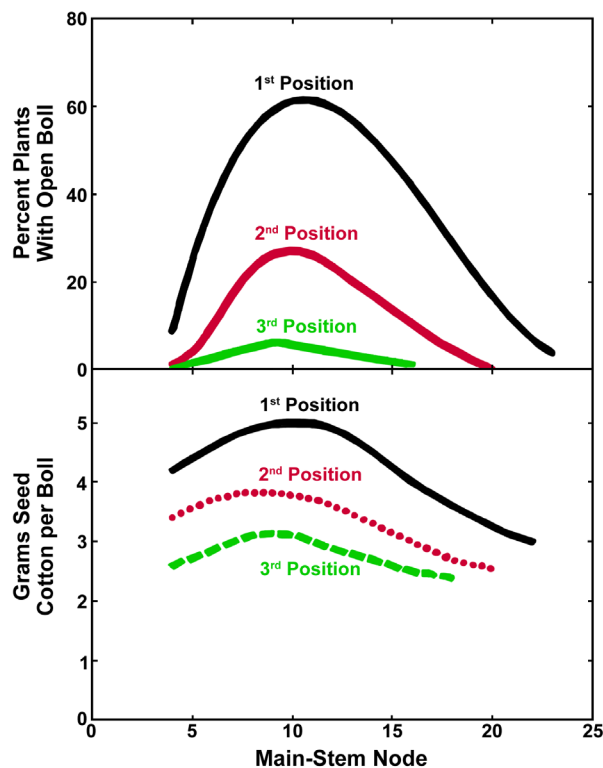 80
60
40
20
0
Percent Plants
With Open Boll
1st Position
2nd Position
3rd Position
5
4
3
2
1
0
Grams Seed
Cotton per Boll
1st Position
2nd Position
3rd Position
0 5 10 15 20 25
Main-Stem Node